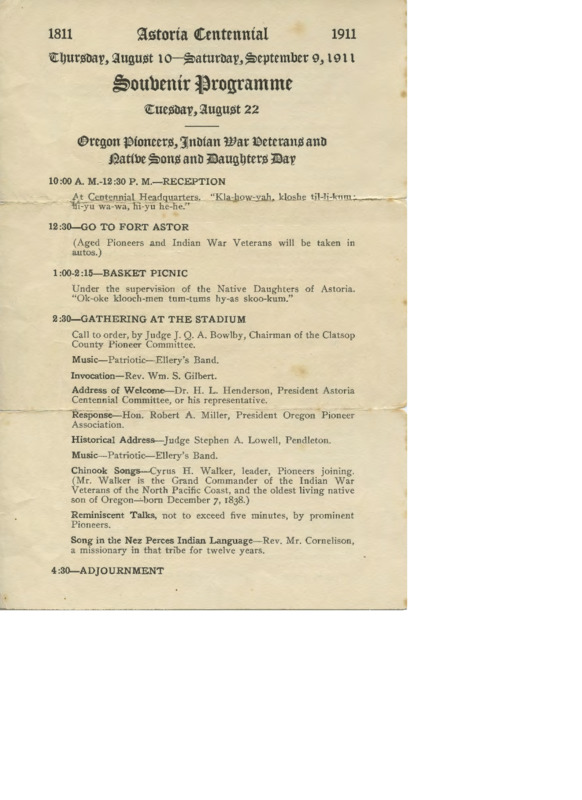 1811 Astoria Centennial 1911
Thursday, August 10—Saturday, September 9, 1911
Souvenir Programme
Tuesday, August 22
Oregon Pioneers, Indian War Veterans and
Native Sons and Daughters Day
10:00 A. M.-12:30 P. M.—RECEPTION
At Centennial Headquarters. "Kla-how-yah, kloshe til-li-kum;
hi-yu wa-wa, hi-yu he-he."
12:30—GO TO FORT ASTOR
(Aged Pioneers and Indian War Veterans will be taken in
autos.)
1:00-2:15—BASKET PICNIC
Under the supervision of the Native Daughters of Astoria.
"Ok-oke klooch-men tum-tums hy-as skoo-kum."
2:30—GATHERING AT THE STADIUM
Call to order, by Judge J. Q. A. Bowlby, Chairman of the Clatsop
County Pioneer Committee.
Music—Patriotic—Ellery's Band.
Invocation—Rev. Wm. S. Gilbert.
Address of Welcome—Dr. H. L. Henderson, President Astoria
Centennial Committee, or his representative.
Response—Hon. Robert A. Miller, President Oregon Pioneer
Association.
Historical Address—Judge Stephen A. Lowell, Pendleton.
Music—Patriotic—Ellery's Band.
Chinook Songs—Cyrus H. Walker, leader, Pioneers joining.
(Mr. Walker is the Grand Commander of the Indian War
Veterans of the North Pacific Coast, and the oldest living native
son of Oregon—born December 7, 1838.)
Reminiscent Talks, not to exceed five minutes, by prominent
Pioneers.
Song in the Nez Perces Indian Language—Rev. Mr. Cornelison,
a missionary in that tribe for twelve years.
4:30—ADJOURNMENT